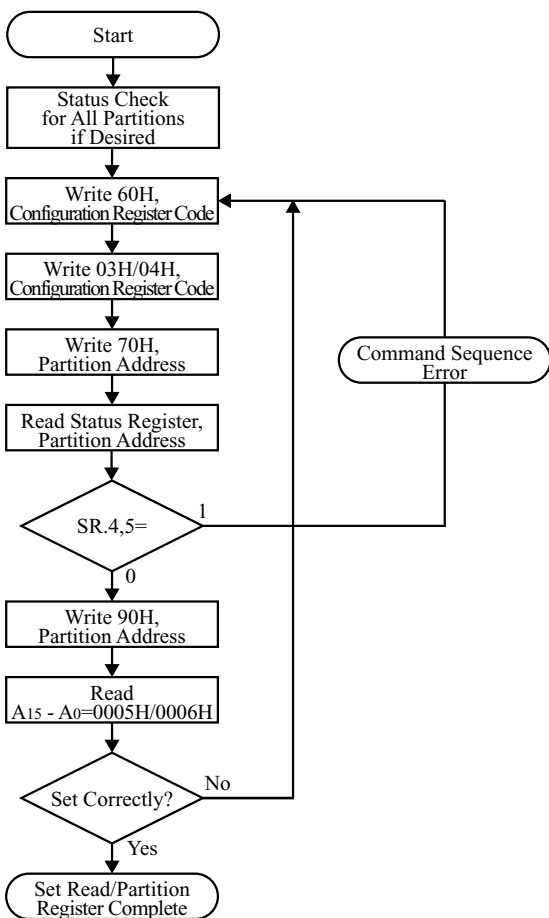 Start
Status Check
for All Partitions
if Desired
Write 60H,
Configuration Register Code
Write 03H/04H,
Configuration Register Code
Write 70H,
Partition Address
Command Sequence
Error
Read Status Register,
Partition Address
SR.4,5=
1
0
Write 90H,
Partition Address
Read
A15 - A0=0005H/0006H
Set Correctly?
No
Yes
Set Read/Partition
Register Complete